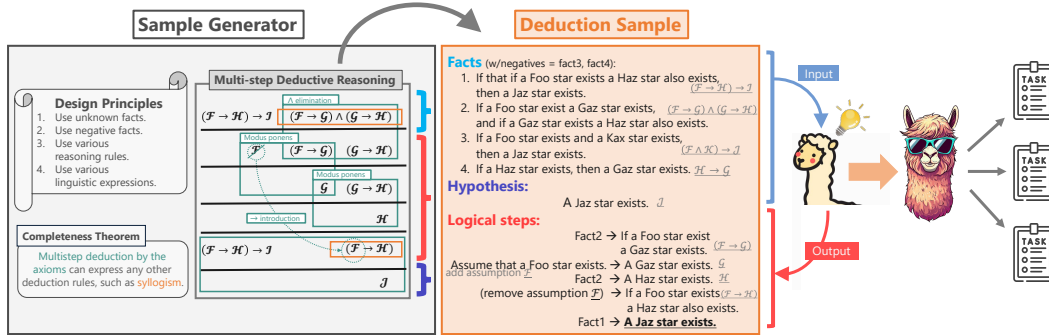 Sample Generator
Design Principles
1. Use unknown facts.
2. Use negative facts.
3. Use various
reasoning rules.
4. Use various
linguistic expressions.
Completeness Theorem
Multistep deduction by the
axioms can express any other
deduction rules, such as syllogism.
Multi-step Deductive Reasoning
∧ elimination
(ℱ → ℋ) → ℐ (ℱ → 𝒢) ∧ (𝒢 → ℋ)
Modus ponens
ℱ (ℱ → 𝒢) (𝒢 → ℋ)
Modus ponens
𝒢 (𝒢 → ℋ)
→ introduction
ℋ
(ℱ → ℋ) → ℐ (ℱ → ℋ)
ℐ
Deduction Sample
Facts (w/negatives = fact3, fact4):
1. If that if a Foo star exists a Haz star also exists,
then a Jaz star exists. (ℱ → ℋ) → ℐ
2. If a Foo star exist a Gaz star exists, (ℱ → 𝒢) ∧ (𝒢 → ℋ)
and if a Gaz star exists a Haz star also exists.
3. If a Foo star exists and a Kax star exists,
then a Jaz star exists. (ℱ ∧ 𝒦) → ℐ
4. If a Haz star exists, then a Gaz star exists. ℋ → 𝒢
Hypothesis:
A Jaz star exists. ℐ
Logical steps:
Fact2 → If a Foo star exist
a Gaz star exists. (ℱ → 𝒢)
Assume that a Foo star exists. → A Gaz star exists. 𝒢
add assumption ℱ
Fact2 → A Haz star exists. ℋ
(remove assumption ℱ) → If a Foo star exists (ℱ → ℋ)
a Haz star also exists.
Fact1 → A Jaz star exists.
Input
Output
TASK
TASK
TASK